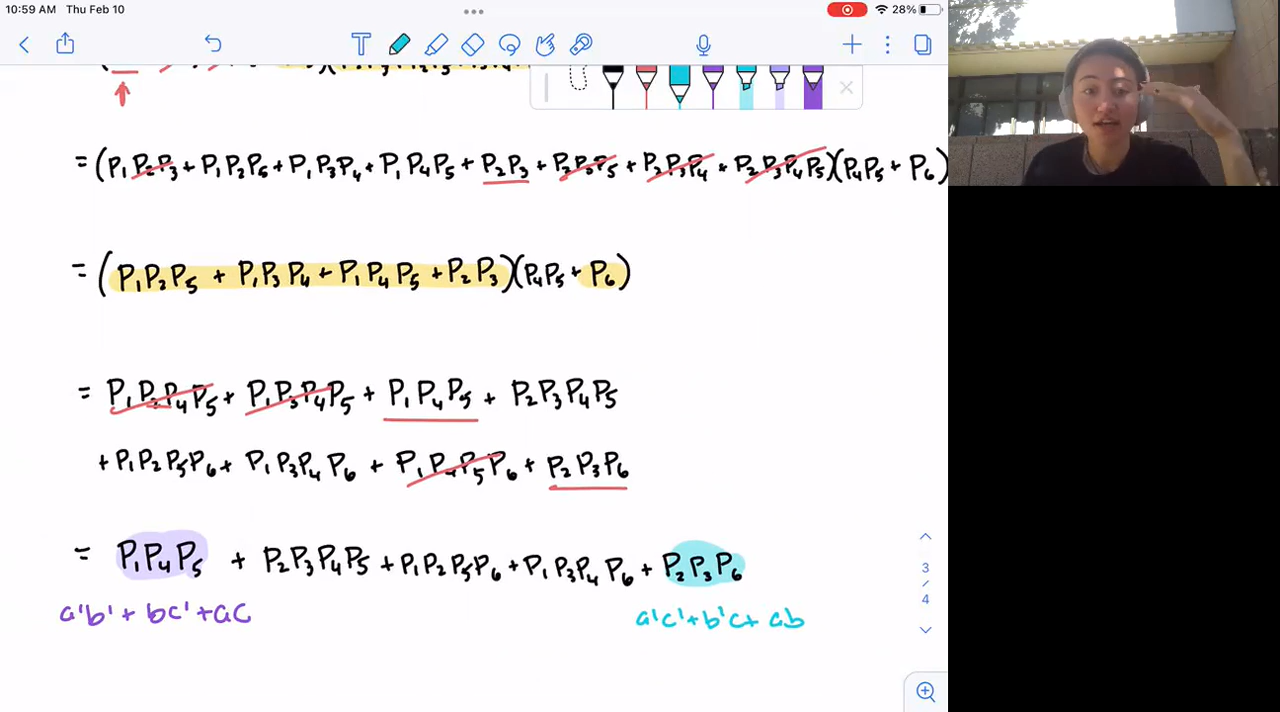 10:59 AM Thu Feb 10
28%
= (P₁P₂P₃ + P₁P₂P₅ + P₁P₃P₄ + P₁P₄P₅ + P₂P₃ + P₂P₃P₅ + P₂P₃P₄ + P₂P₃P₄P₅)(P₄P₅ + P₆)
= (P₁P₂P₅ + P₁P₃P₄ + P₁P₄P₅ + P₂P₃)(P₄P₅ + P₆)
= P₁P₂P₄P₅ + P₁P₃P₄P₅ + P₁P₄P₅ + P₂P₃P₄P₅
+ P₁P₂P₅P₆ + P₁P₃P₄P₆ + P₁P₄P₅P₆ + P₂P₃P₆
= P₁P₄P₅ + P₂P₃P₄P₅ + P₁P₂P₅P₆ + P₁P₃P₄P₆ + P₂P₃P₆
a'b' + bc' + ac
a'c' + b'c + ab
3
/
4